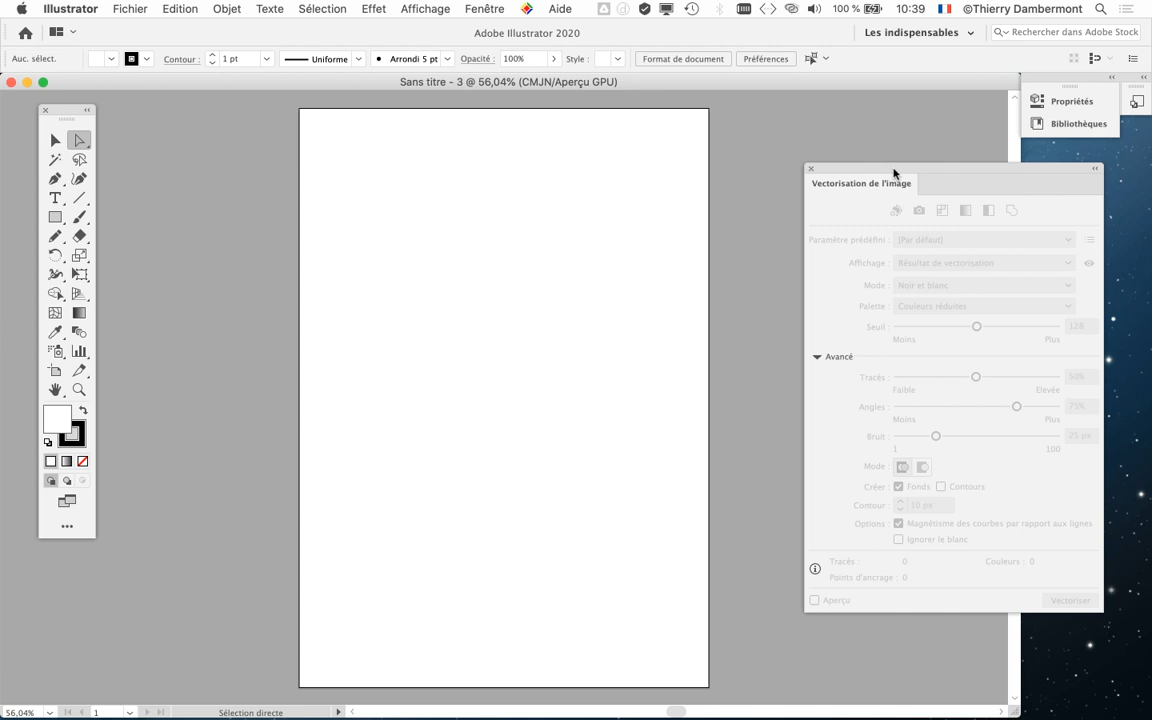 Illustrator Fichier Edition Objet Texte Sélection Effet Affichage Fenêtre Aide 100 % 10:39 ©Thierry Dambermont
Adobe Illustrator 2020 Les indispensables Rechercher dans Adobe Stock
Auc. sélect. Contour : 1 pt Uniforme Arrondi 5 pt Opacité : 100% Style : Format de document Préférences
Sans titre - 3 @ 56,04% (CMJN/Aperçu GPU)
Propriétés
Bibliothèques
Vectorisation de l'image
Paramètre prédéfini : (Par défaut)
Affichage : Résultat de vectorisation
Mode : Noir et blanc
Palette : Couleurs réduites
Seuil : 128
Moins Plus
Avancé
Tracés : 50%
Faible Elevée
Angles : 75%
Moins Plus
Bruit : 25 px
1 100
Mode :
Créer : Fonds Contours
Contour : 10 px
Options : Magnétisme des courbes par rapport aux lignes
Ignorer le blanc
Tracés : 0 Couleurs : 0
Points d'ancrage : 0
Aperçu Vectoriser
56,04% 1 Sélection directe